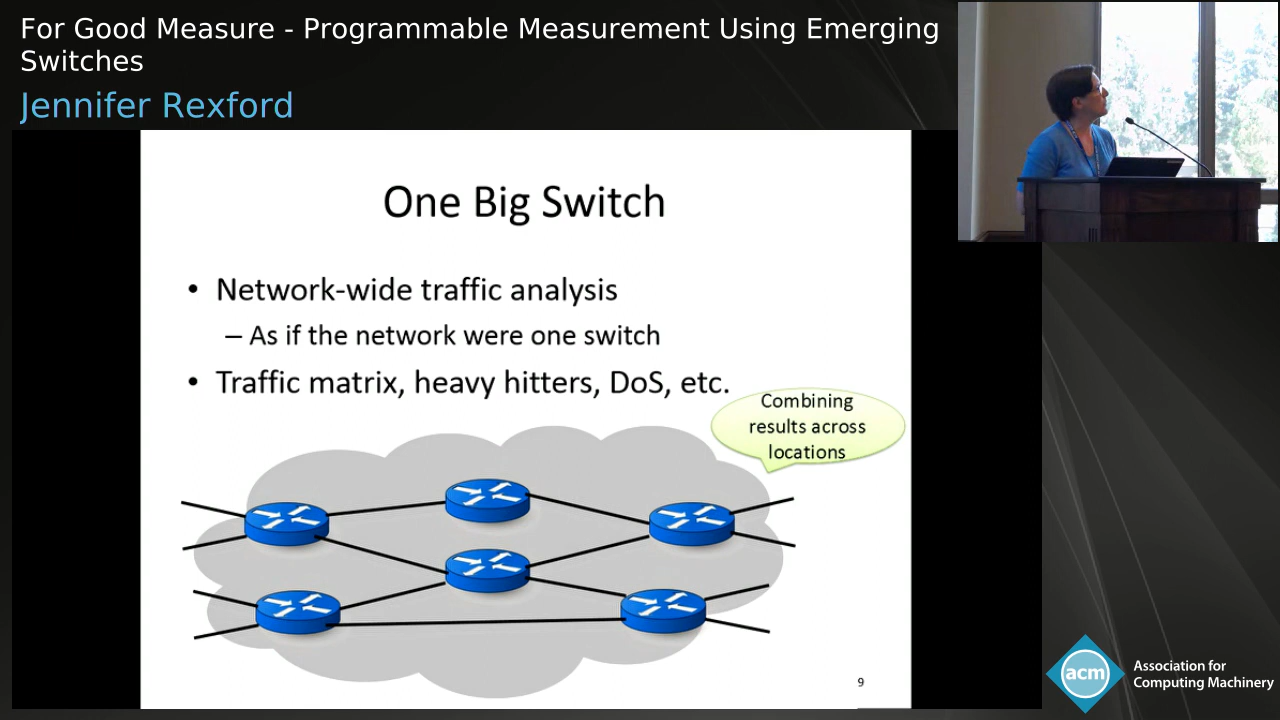 For Good Measure - Programmable Measurement Using Emerging
Switches
Jennifer Rexford
One Big Switch
• Network-wide traffic analysis
– As if the network were one switch
• Traffic matrix, heavy hitters, DoS, etc.
Combining
results across
locations
9
acm
Association for
Computing Machinery